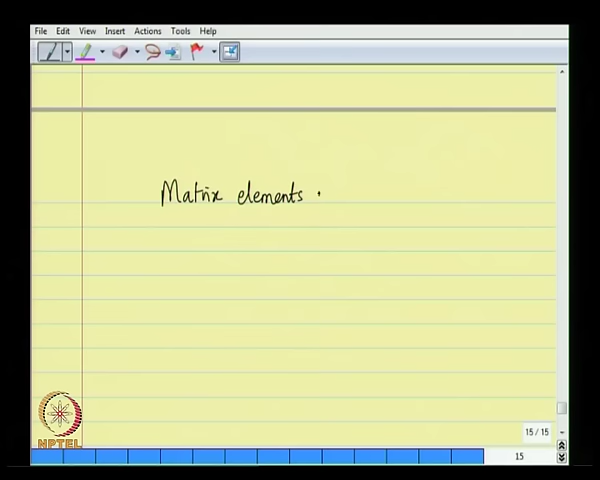 File Edit View Insert Actions Tools Help
Matrix elements .
15 / 15
NPTEL
15